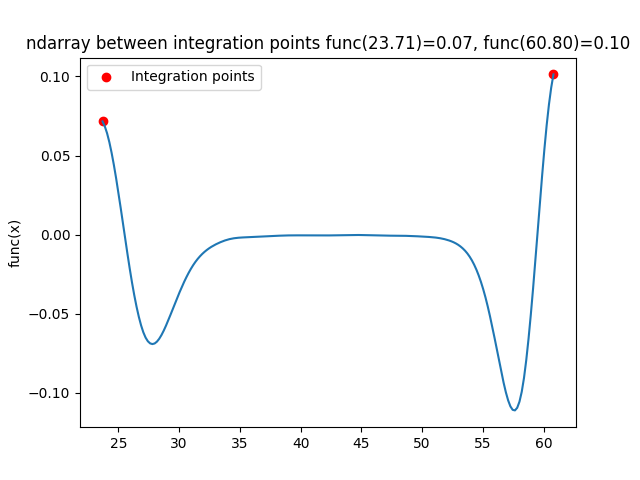 ndarray between integration points func(23.71)=0.07, func(60.80)=0.10
Integration points
func(x)
0.10
0.05
0.00
−0.05
−0.10
25 30 35 40 45 50 55 60